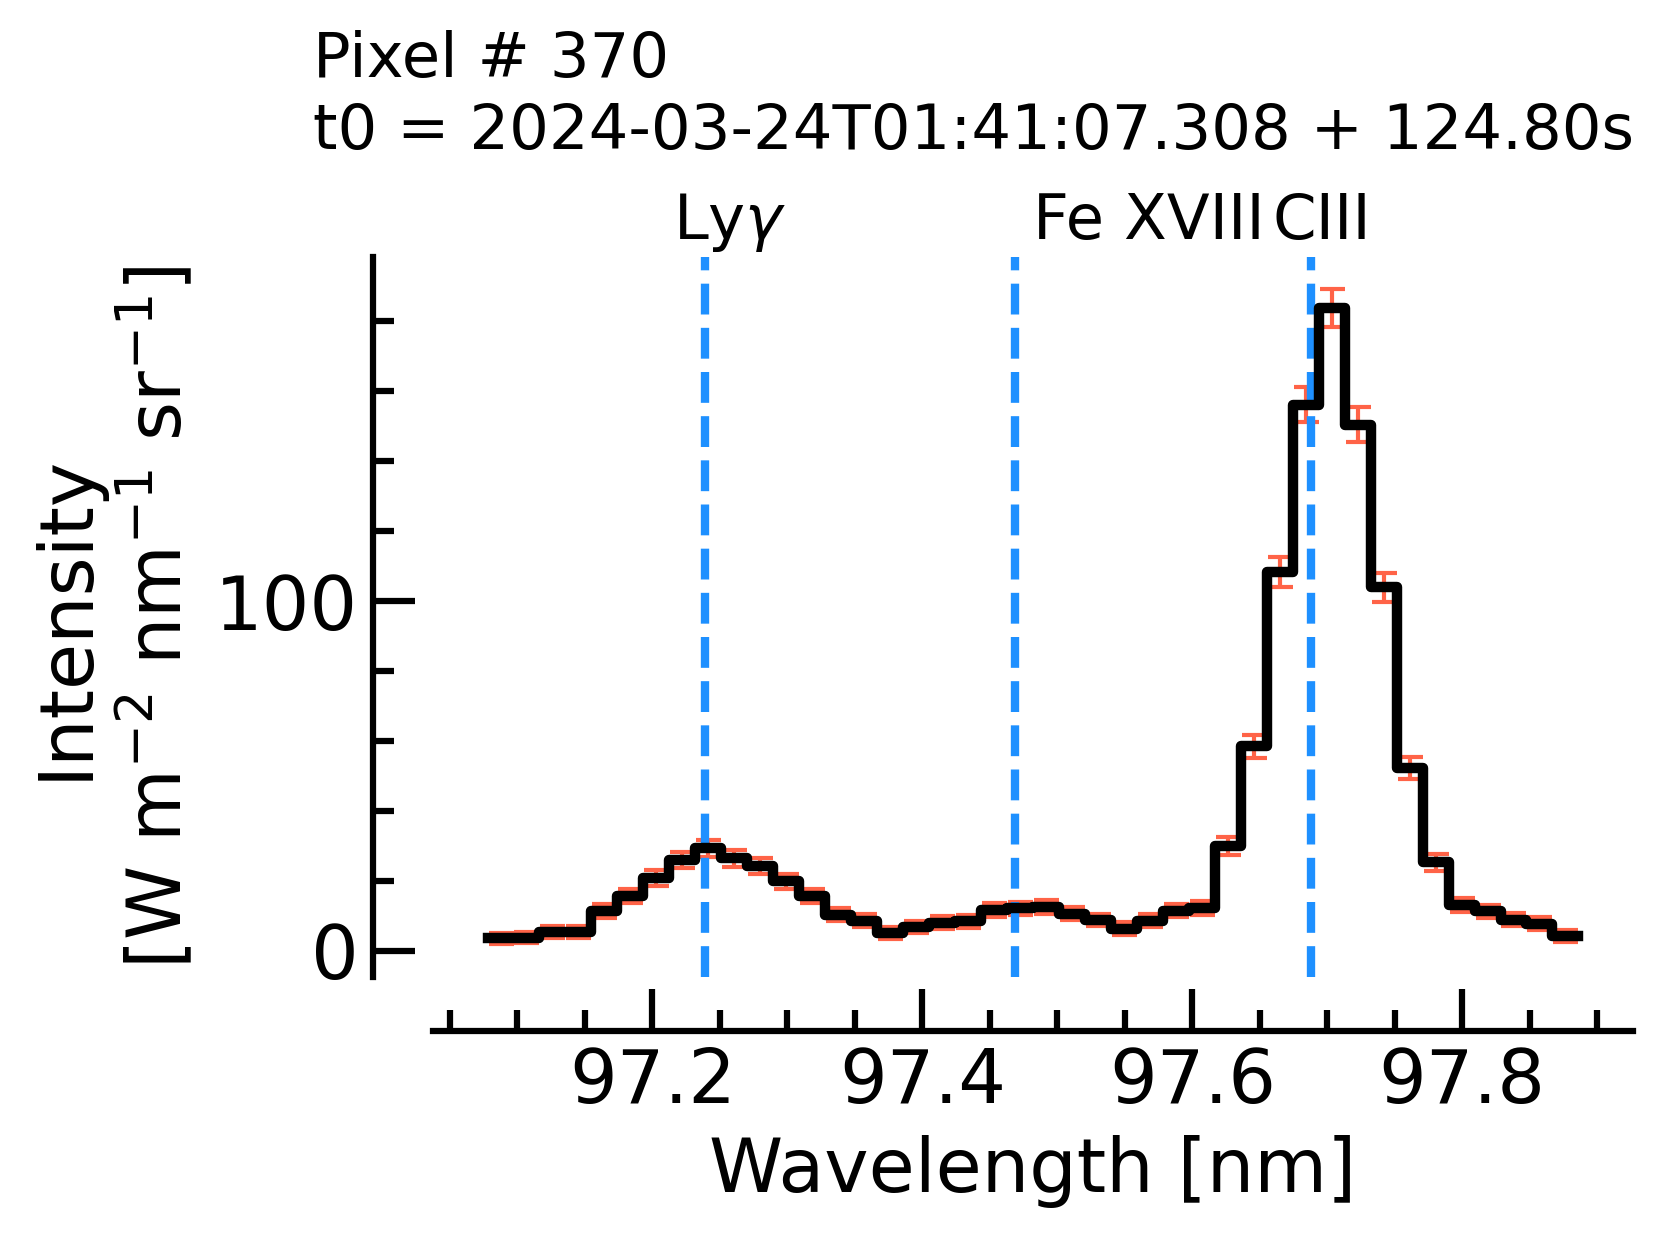 Pixel # 370
t0 = 2024-03-24T01:41:07.308 + 124.80s
Lyγ Fe XVIII CIII
Intensity
[W m⁻² nm⁻¹ sr⁻¹]
100
0
97.2 97.4 97.6 97.8
Wavelength [nm]